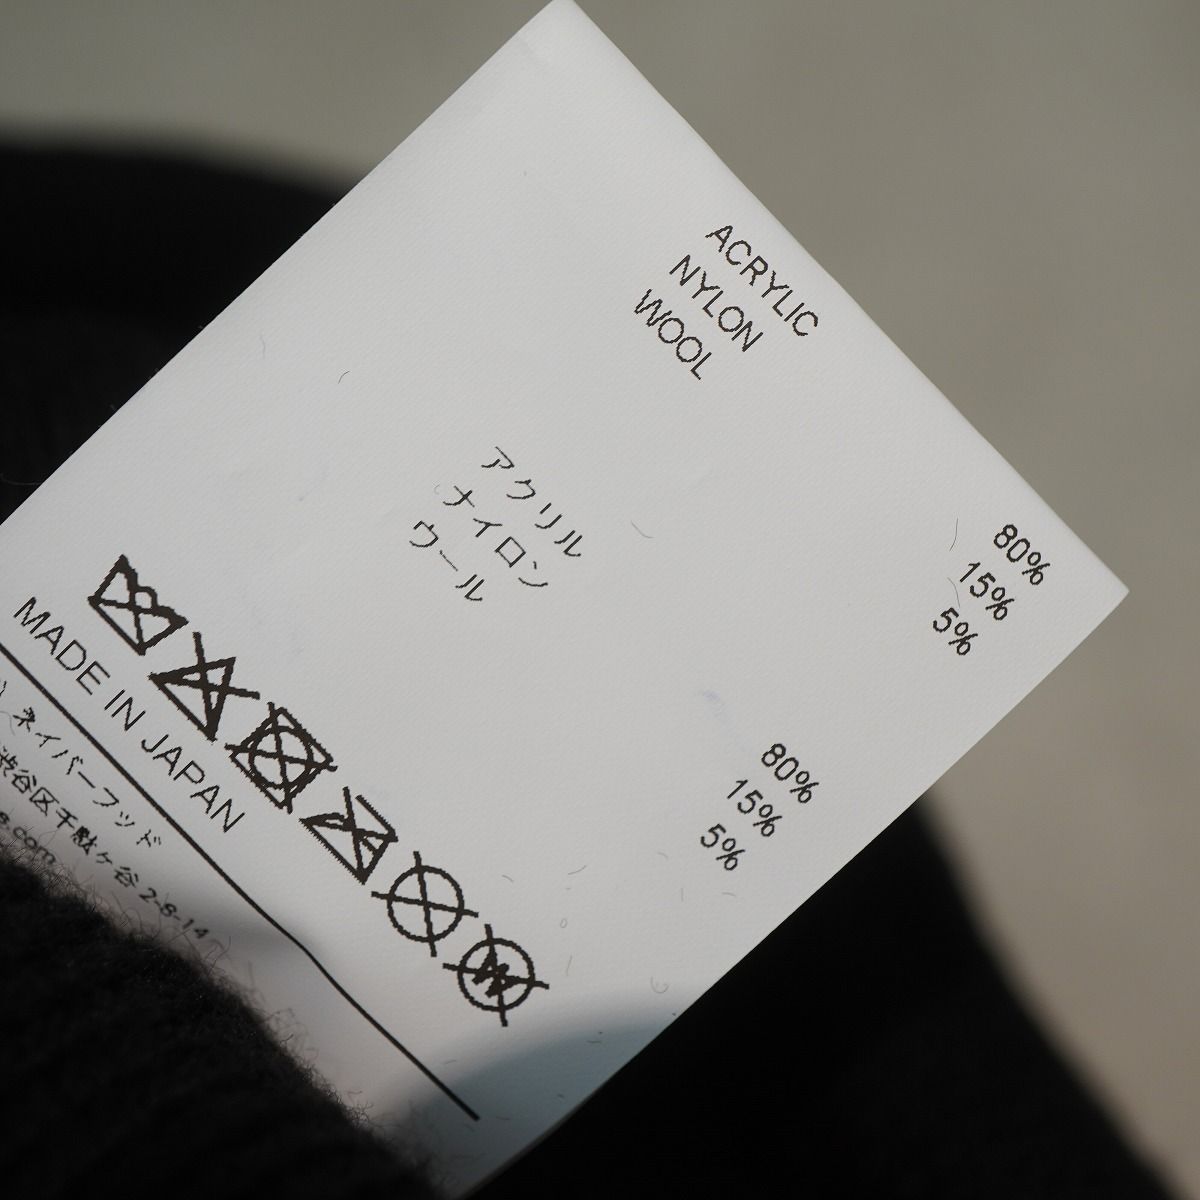 ACRYLIC 80%
NYLON 15%
WOOL 5%
アクリル 80%
ナイロン 15%
ウール 5%
MADE IN JAPAN
ネイバーフッド
渋谷区千駄ヶ谷 2-8-14
.com